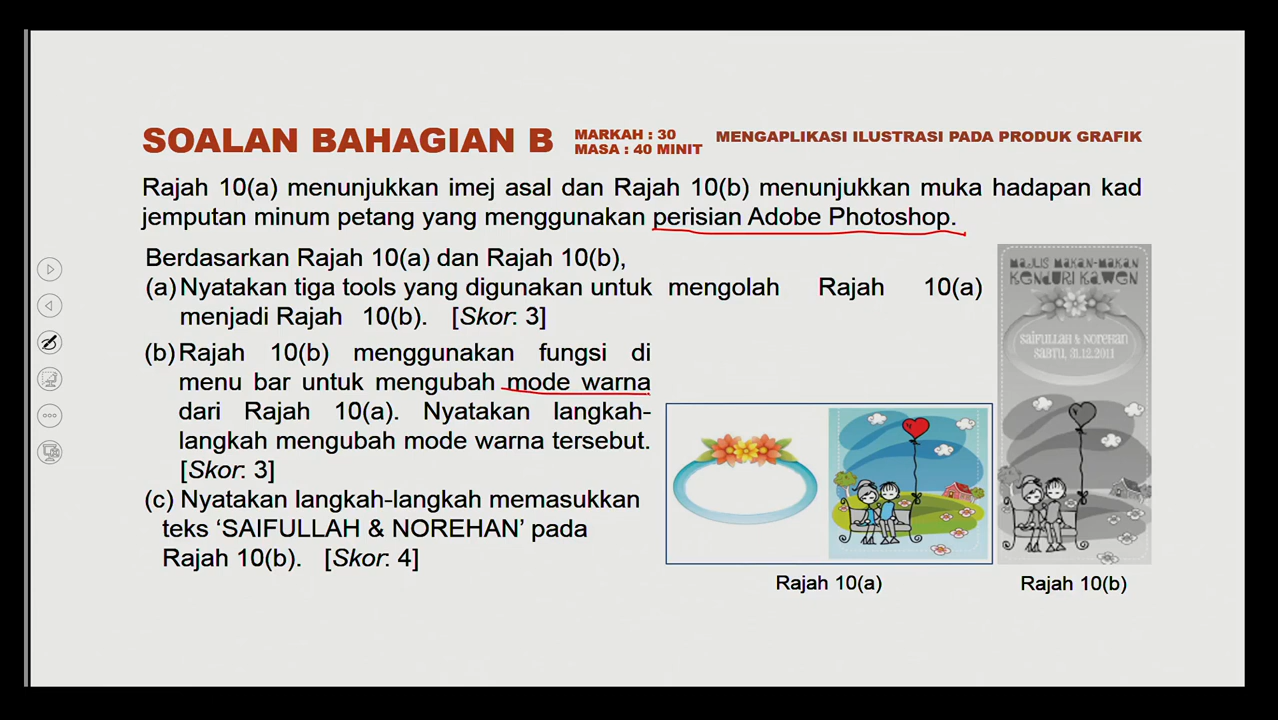 SOALAN BAHAGIAN B
MARKAH : 30
MASA : 40 MINIT
MENGAPLIKASI ILUSTRASI PADA PRODUK GRAFIK
Rajah 10(a) menunjukkan imej asal dan Rajah 10(b) menunjukkan muka hadapan kad
jemputan minum petang yang menggunakan perisian Adobe Photoshop.
Berdasarkan Rajah 10(a) dan Rajah 10(b),
(a) Nyatakan tiga tools yang digunakan untuk mengolah Rajah 10(a)
menjadi Rajah 10(b). [Skor: 3]
(b) Rajah 10(b) menggunakan fungsi di
menu bar untuk mengubah mode warna
dari Rajah 10(a). Nyatakan langkah-
langkah mengubah mode warna tersebut.
[Skor: 3]
(c) Nyatakan langkah-langkah memasukkan
teks ‘SAIFULLAH & NOREHAN’ pada
Rajah 10(b). [Skor: 4]
MAJLIS MAKAN-MAKAN
KENDURI KAWEN
SAIFULLAH & NOREHAN
SABTU, 31.12.2011
Rajah 10(a)
Rajah 10(b)